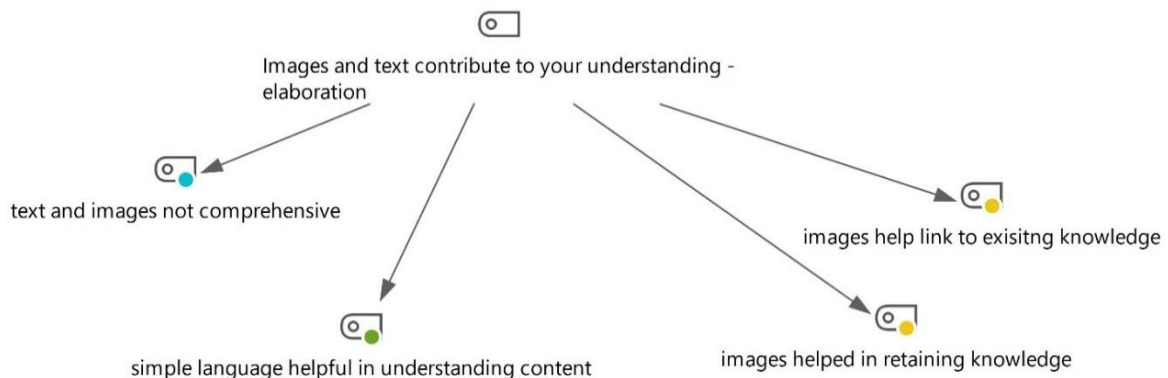 Images and text contribute to your understanding -
elaboration
text and images not comprehensive
images help link to exisitng knowledge
simple language helpful in understanding content
images helped in retaining knowledge